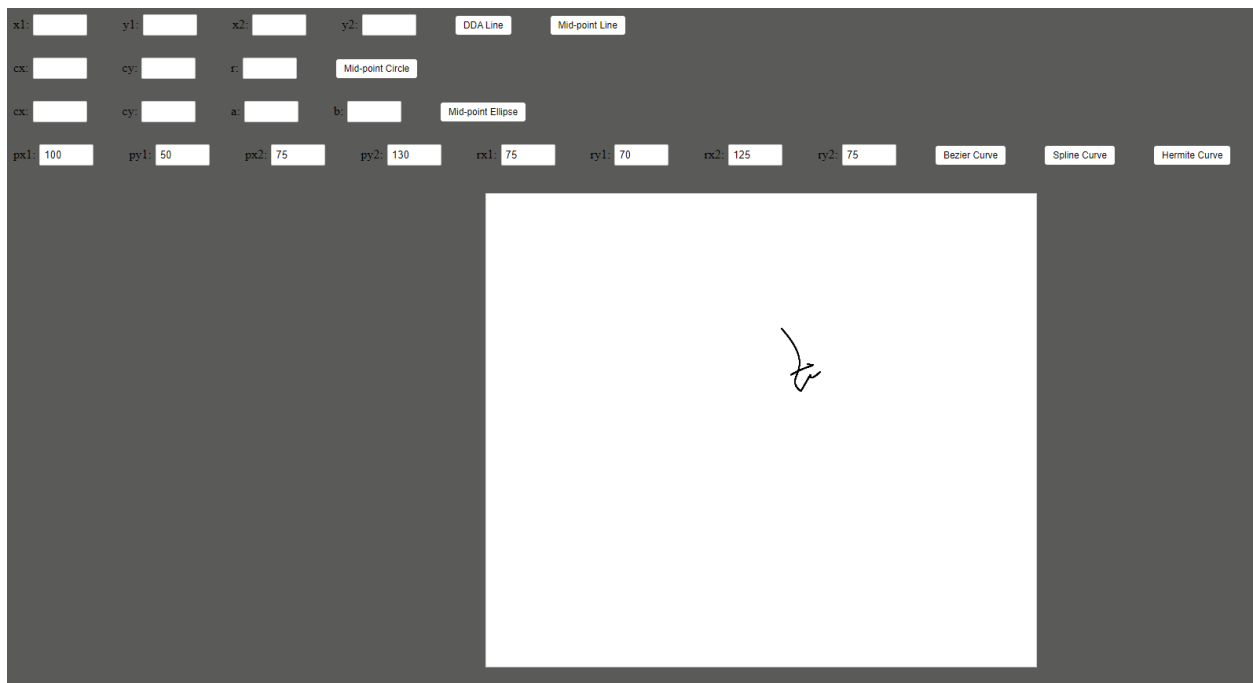 x1: y1: x2: y2: DDA Line Mid-point Line
cx: cy: r: Mid-point Circle
cx: cy: a: b: Mid-point Ellipse
px1: 100 py1: 50 px2: 75 py2: 130 rx1: 75 ry1: 70 rx2: 125 ry2: 75 Bezier Curve Spline Curve Hermite Curve